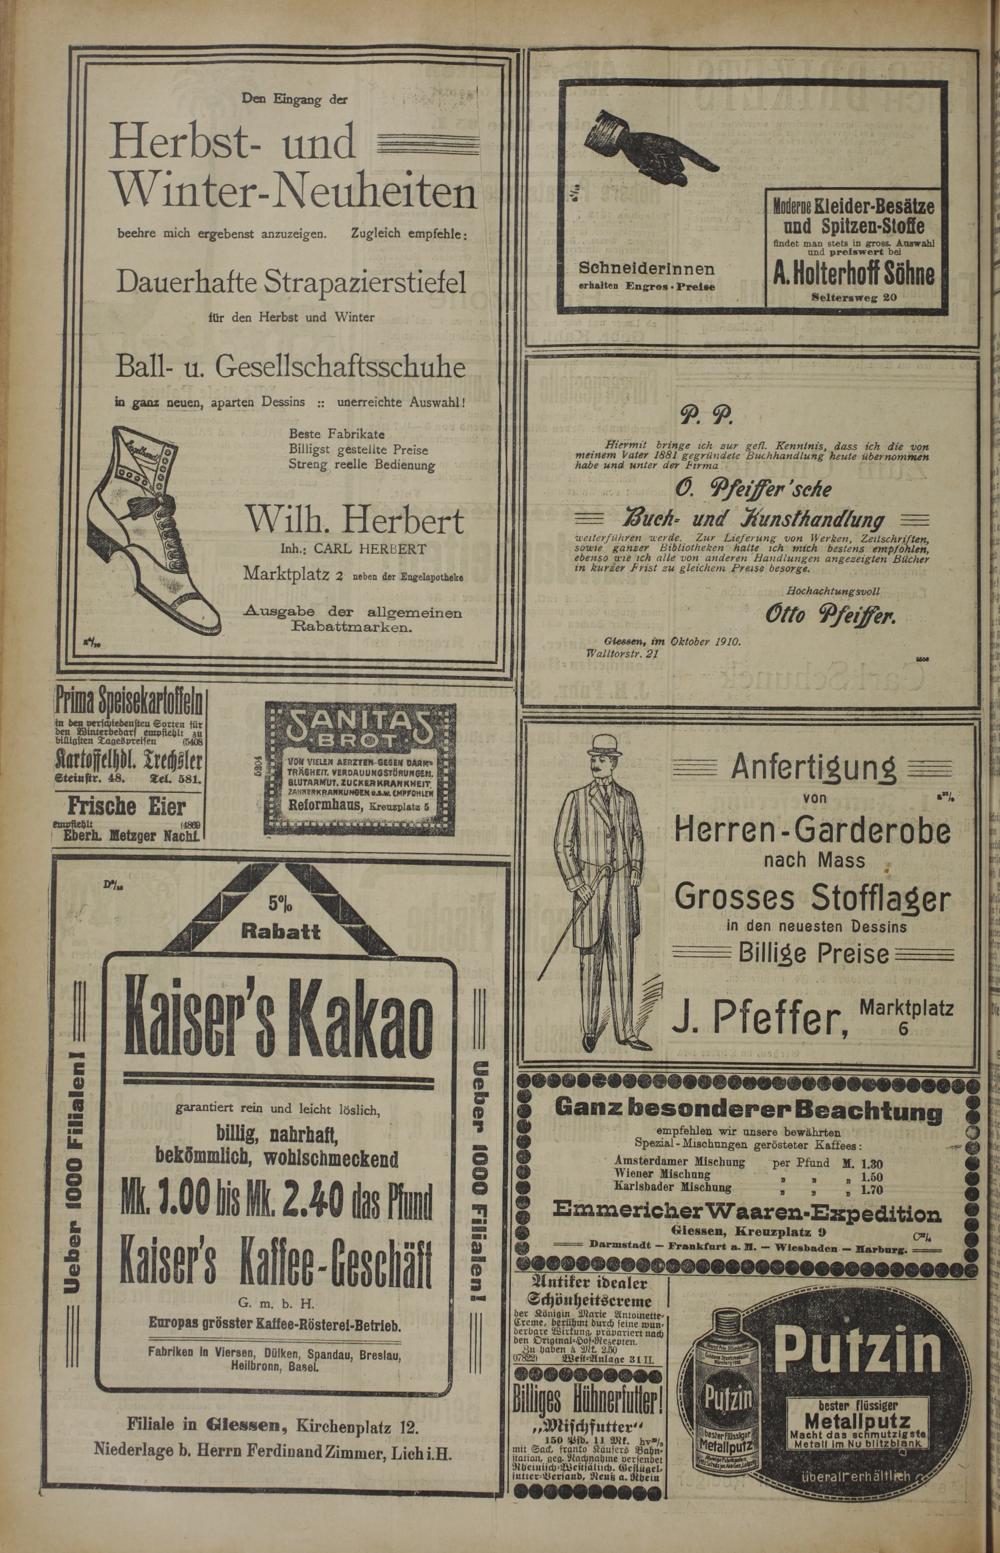 Den Eingang der
Herbst- und
Winter-Neuheiten
beehre mich ergebenst anzuzeigen. Zugleich empfehle:
Dauerhafte Strapazierstiefel
für den Herbst und Winter
Ball- u. Gesellschaftsschuhe
in ganz neuen, aparten Dessins :: unerreichte Auswahl!
Beste Fabrikate
Billigst gestellte Preise
Streng reelle Bedienung
Wilh. Herbert
Inh.: CARL HERBERT
Marktplatz 2 neben der Engelapotheke
Ausgabe der allgemeinen
Rabattmarken.
Prima Speisekartoffeln
in den verschiedensten Sorten für
den Winterbedarf empfiehlt zu
billigsten Tagespreisen (5408
Kartoffelhdl. Trechsler
Steinstr. 48. Tel. 581.
Frische Eier
empfiehlt (4869
Eberh. Metzger Nachf.
SANITAS
BROT
VON VIELEN AERZTEN GEGEN DARM-
TRÄGHEIT, VERDAUUNGSTÖRUNGEN,
BLUTARMUT, ZUCKERKRANKHEIT,
ZAHNERKRANKUNGEN u.s.w. EMPFOHLEN
Reformhaus, Kreuzplatz 5
5% 
Rabatt
Ueber 1000 Filialen!
Kaiser's Kakao
garantiert rein und leicht löslich,
billig, nahrhaft,
bekömmlich, wohlschmeckend
Mk. 1.00 bis Mk. 2.40 das Pfund
Kaiser's Kaffee-Geschäft
G. m. b. H.
Europas grösster Kaffee-Rösterei-Betrieb.
Fabriken in Viersen, Dülken, Spandau, Breslau,
Heilbronn, Basel.
Ueber 1000 Filialen!
Filiale in Giessen, Kirchenplatz 12.
Niederlage b. Herrn Ferdinand Zimmer, Lich i.H.
Schneiderinnen
erhalten Engros-Preise
Moderne Kleider-Besätze
und Spitzen-Stoffe
findet man stets in gross. Auswahl
und preiswert bei
A. Holterhoff Söhne
Seltersweg 20
P. P.
Hiermit bringe ich zur gefl. Kenntnis, dass ich die von
meinem Vater 1881 gegründete Buchhandlung heute übernommen
habe und unter der Firma
O. Pfeiffer'sche
Buch- und Kunsthandlung
weiterführen werde. Zur Lieferung von Werken, Zeitschriften,
sowie ganzer Bibliotheken halte ich mich bestens empfohlen,
ebenso wie ich alle von anderen Handlungen angezeigten Bücher
in kurzer Frist zu gleichem Preise besorge.
Hochachtungsvoll
Otto Pfeiffer.
Giessen, im Oktober 1910.
Walltorstr. 21
Anfertigung
von
Herren-Garderobe
nach Mass
Grosses Stofflager
in den neuesten Dessins
Billige Preise
J. Pfeffer, Marktplatz
6
Ganz besonderer Beachtung
empfehlen wir unsere bewährten
Spezial-Mischungen gerösteter Kaffees:
Amsterdamer Mischung per Pfund M. 1.30
Wiener Mischung „ „ „ 1.50
Karlsbader Mischung „ „ „ 1.70
Emmericher Waaren-Expedition
Giessen, Kreuzplatz 9
Darmstadt — Frankfurt a. M. — Wiesbaden — Marburg.
Antiker idealer
Schönheitscreme
der Königin Marie Antoinette-
Creme, berühmt durch seine wun-
derbare Wirkung, präpariert nach
den Original-Hof-Rezepten.
Zu haben à Mk. 2.50
West-Anlage 31 II.
Billiges Hühnerfutter!
„Mischfutter“
150 Pfd. 11 Mk.
mit Sack, franko Käufers Bahn-
station, geg. Nachnahme versendet
Rheinisch-Westfälisch. Geflügel-
futter-Versand, Neuß a. Rhein
Putzin
bester flüssiger
Metallputz
Putzin
bester flüssiger
Metallputz
Macht das schmutzigste
Metall im Nu blitzblank
überall erhältlich